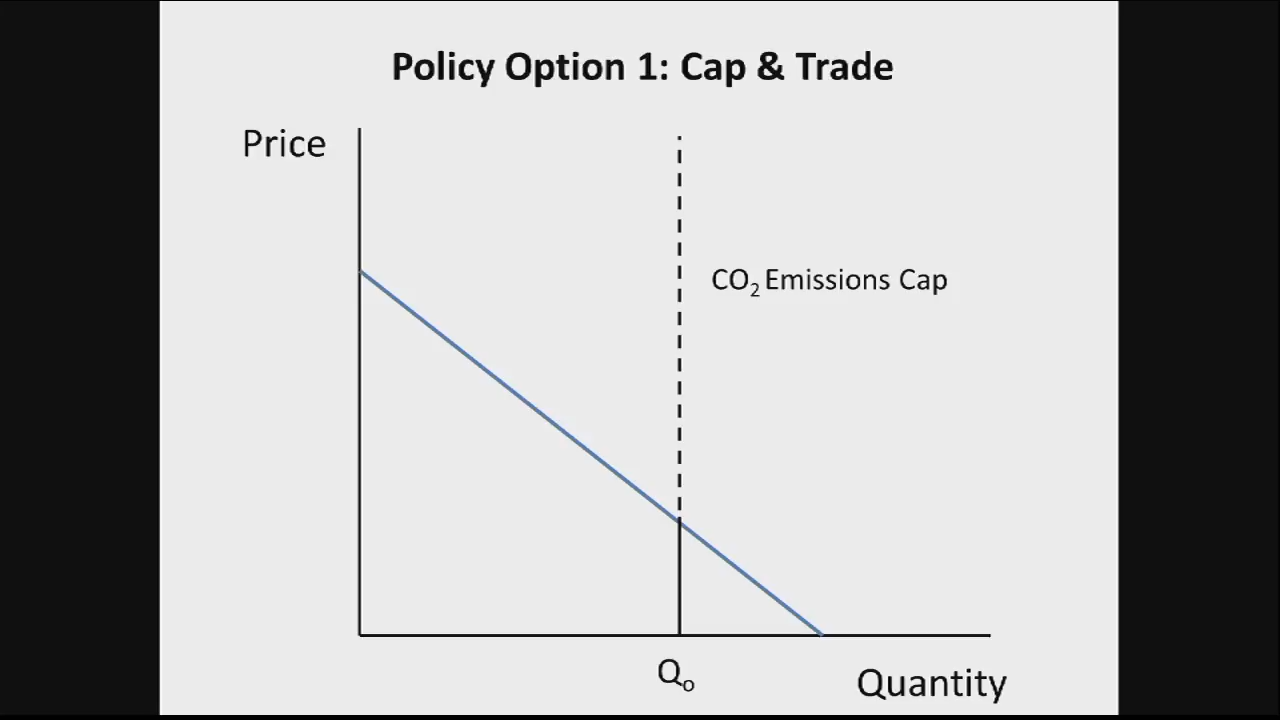 Policy Option 1: Cap & Trade
Price
CO₂ Emissions Cap
Qₒ
Quantity